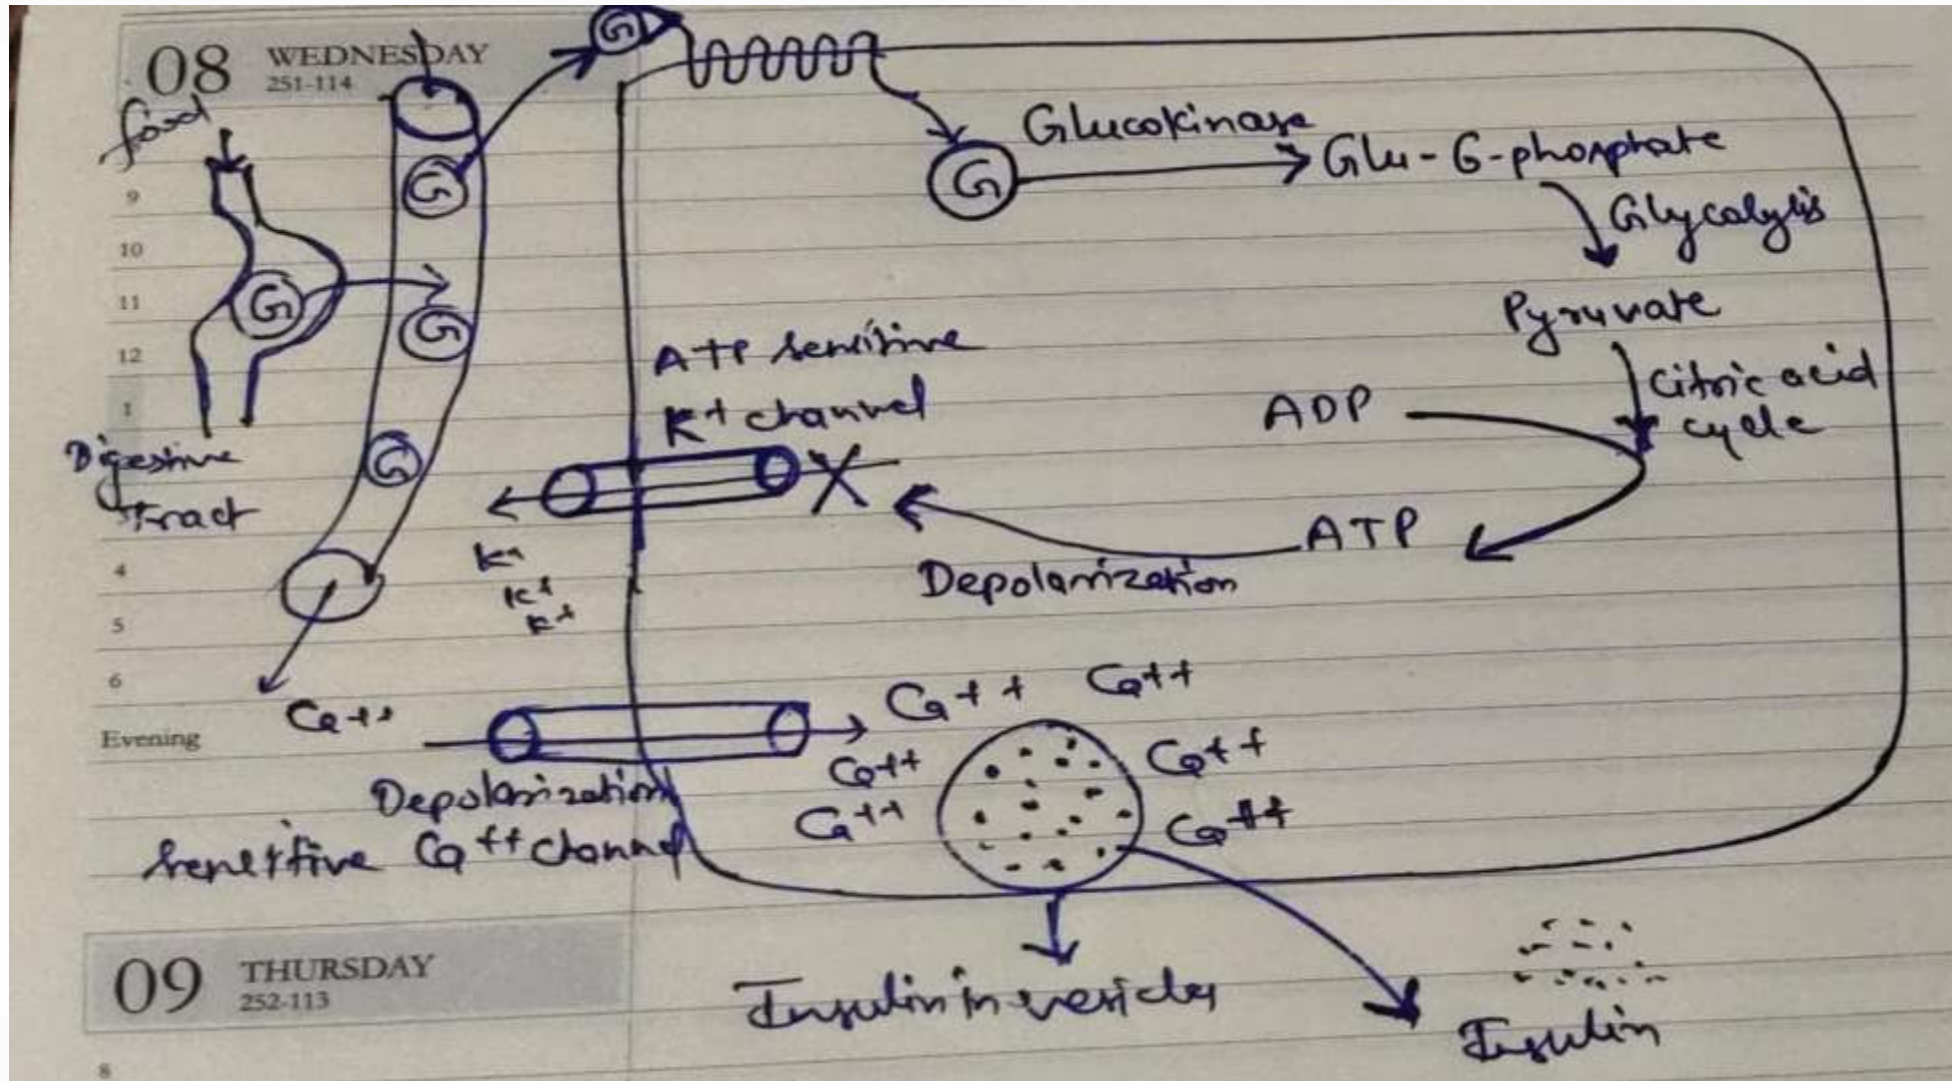 08 WEDNESDAY
251-114
food
G
G
G
G
G
9
10
11
12
1
4
5
6
Evening
Digestive
Tract
G
Glucokinase
Glu-6-phosphate
Glycolysis
Pyruvate
Citric acid
cycle
ADP
ATP
Depolarization
ATP sensitive
K+ channel
K+
K+
K+
Ca++
Ca++ Ca++
Ca++ Ca++
Ca++ Ca++
Depolarization
sensitive Ca++ channel
Insulin in vesicles
Insulin
09 THURSDAY
252-113
8